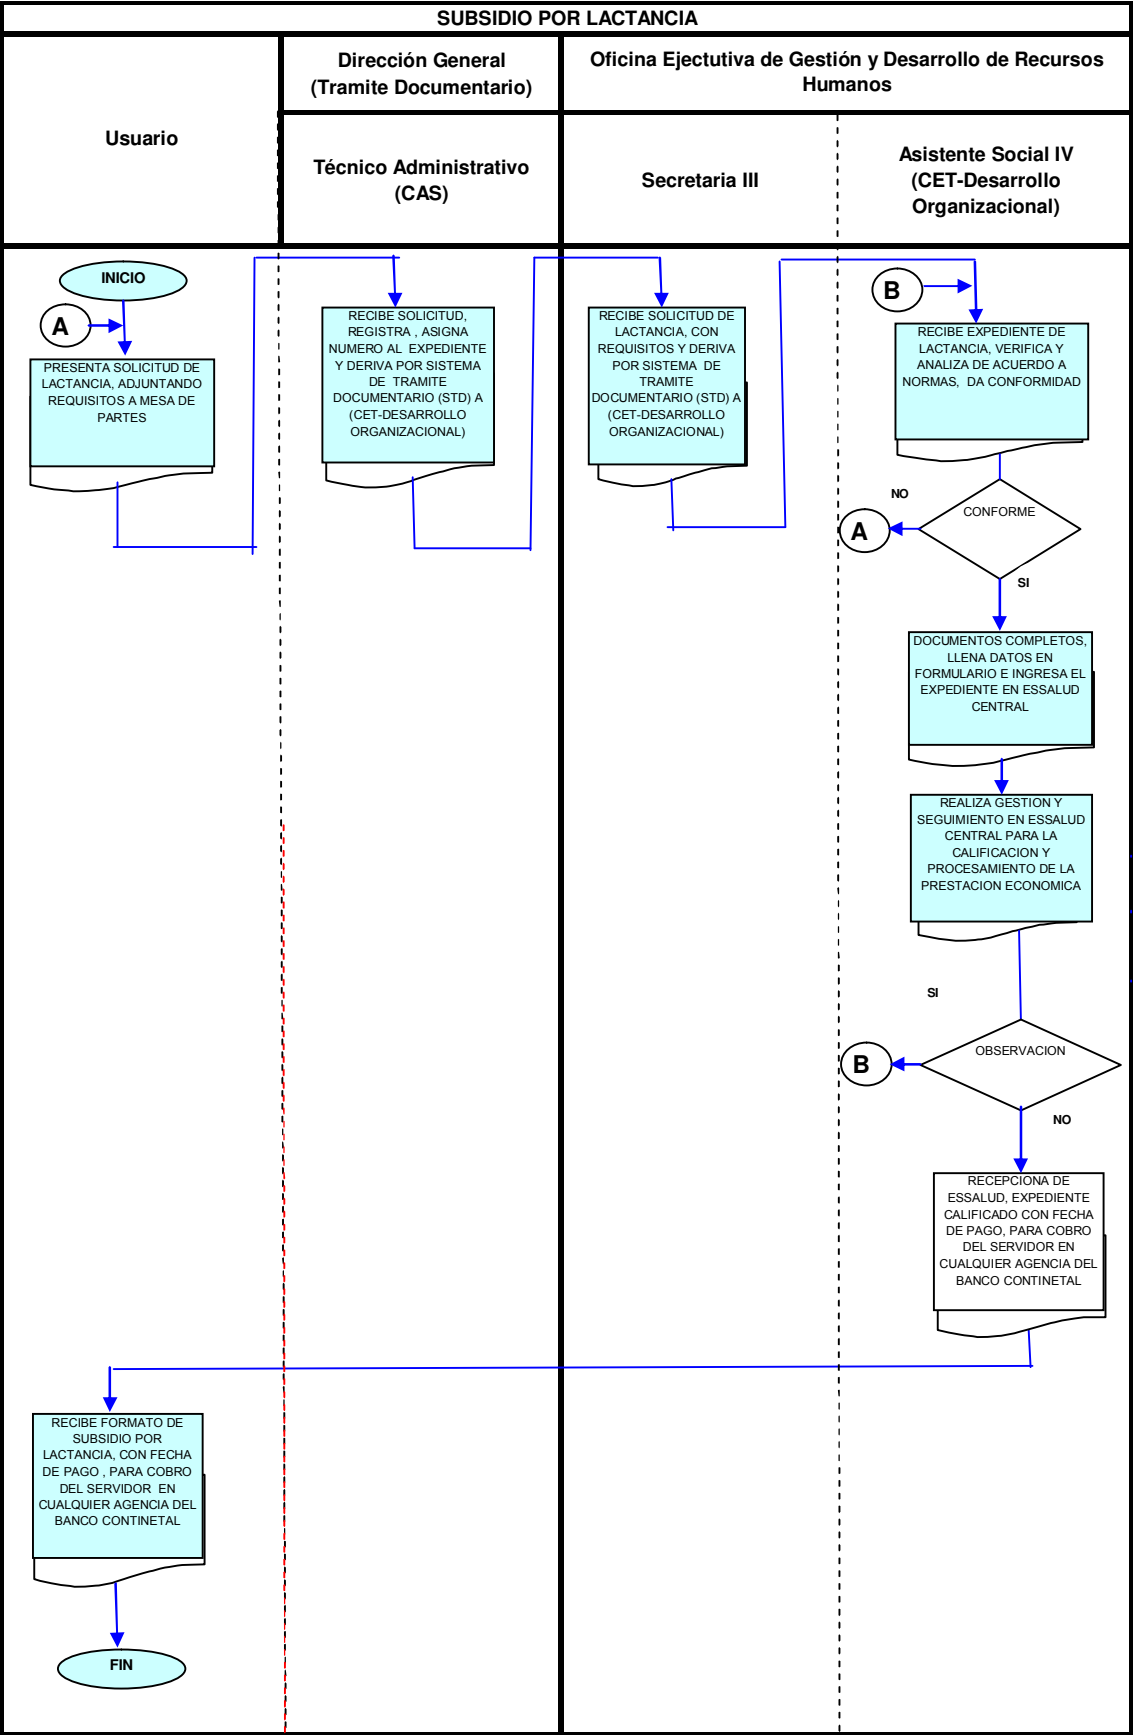 SUBSIDIO POR LACTANCIA
Usuario
Dirección General
(Tramite Documentario)
Oficina Ejectutiva de Gestión y Desarrollo de Recursos
Humanos
Técnico Administrativo
(CAS)
Secretaria III
Asistente Social IV
(CET-Desarrollo
Organizacional)
INICIO
A
PRESENTA SOLICITUD DE
LACTANCIA, ADJUNTANDO
REQUISITOS A MESA DE
PARTES
RECIBE SOLICITUD,
REGISTRA , ASIGNA
NUMERO AL EXPEDIENTE
Y DERIVA POR SISTEMA
DE TRAMITE
DOCUMENTARIO (STD) A
(CET-DESARROLLO
ORGANIZACIONAL)
RECIBE SOLICITUD DE
LACTANCIA, CON
REQUISITOS Y DERIVA
POR SISTEMA DE
TRAMITE
DOCUMENTARIO (STD) A
(CET-DESARROLLO
ORGANIZACIONAL)
B
RECIBE EXPEDIENTE DE
LACTANCIA, VERIFICA Y
ANALIZA DE ACUERDO A
NORMAS, DA CONFORMIDAD
NO
CONFORME
A
SI
DOCUMENTOS COMPLETOS,
LLENA DATOS EN
FORMULARIO E INGRESA EL
EXPEDIENTE EN ESSALUD
CENTRAL
REALIZA GESTION Y
SEGUIMIENTO EN ESSALUD
CENTRAL PARA LA
CALIFICACION Y
PROCESAMIENTO DE LA
PRESTACION ECONOMICA
SI
OBSERVACION
B
NO
RECEPCIONA DE
ESSALUD, EXPEDIENTE
CALIFICADO CON FECHA
DE PAGO, PARA COBRO
DEL SERVIDOR EN
CUALQUIER AGENCIA DEL
BANCO CONTINETAL
RECIBE FORMATO DE
SUBSIDIO POR
LACTANCIA, CON FECHA
DE PAGO , PARA COBRO
DEL SERVIDOR EN
CUALQUIER AGENCIA DEL
BANCO CONTINETAL
FIN